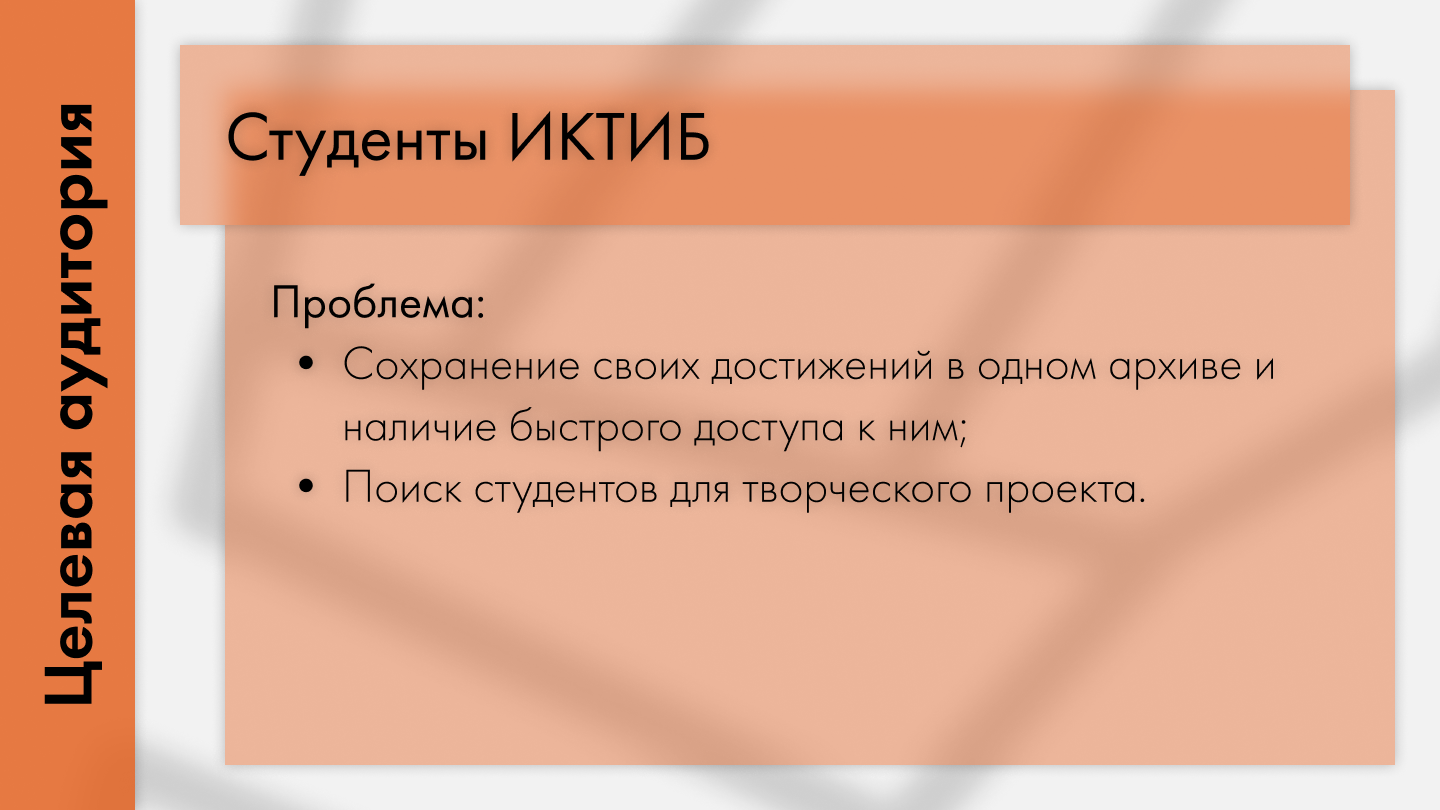 Целевая аудитория
Студенты ИКТИБ
Проблема:
• Сохранение своих достижений в одном архиве и
наличие быстрого доступа к ним;
• Поиск студентов для творческого проекта.